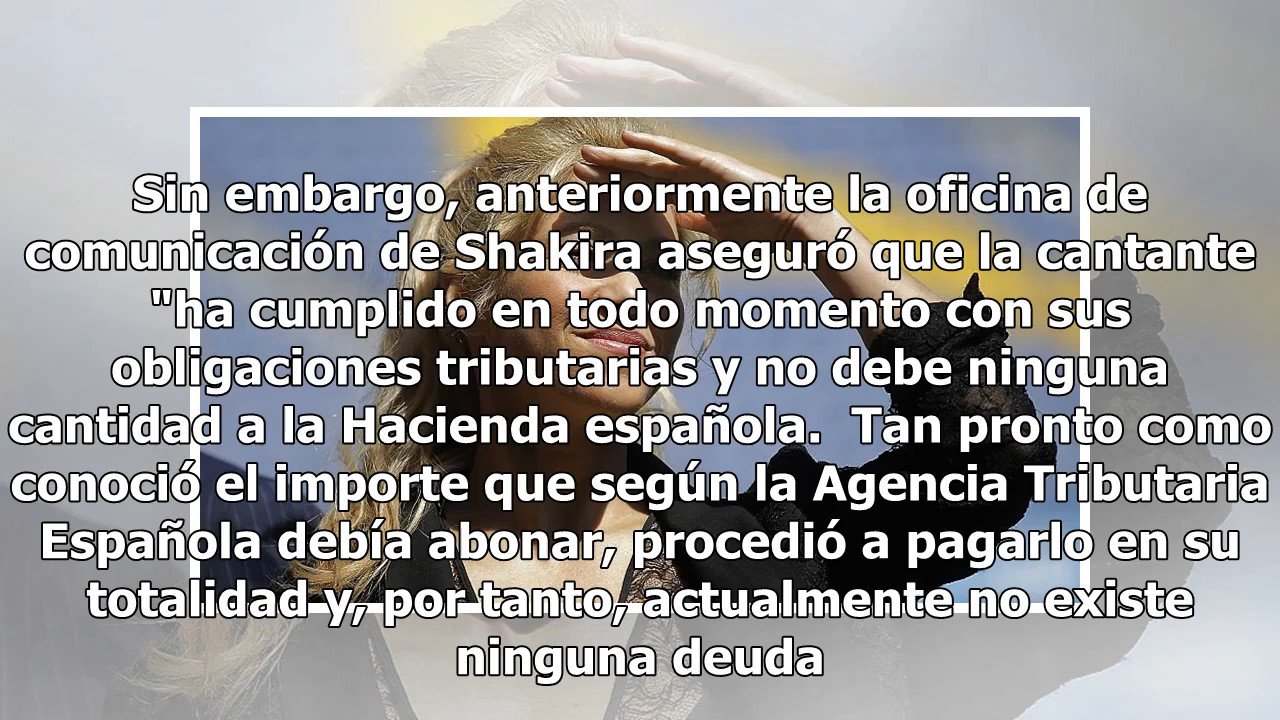 Sin embargo, anteriormente la oficina de
comunicación de Shakira aseguró que la cantante
"ha cumplido en todo momento con sus
obligaciones tributarias y no debe ninguna
cantidad a la Hacienda española.  Tan pronto como
conoció el importe que según la Agencia Tributaria
Española debía abonar, procedió a pagarlo en su
totalidad y, por tanto, actualmente no existe
ninguna deuda